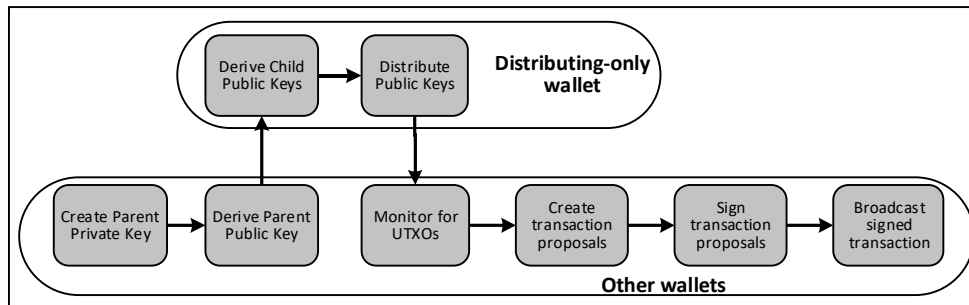 Derive Child
Public Keys
Distribute
Public Keys
Distributing-only
wallet
Create Parent
Private Key
Derive Parent
Public Key
Monitor for
UTXOs
Create
transaction
proposals
Sign
transaction
proposals
Broadcast
signed
transaction
Other wallets